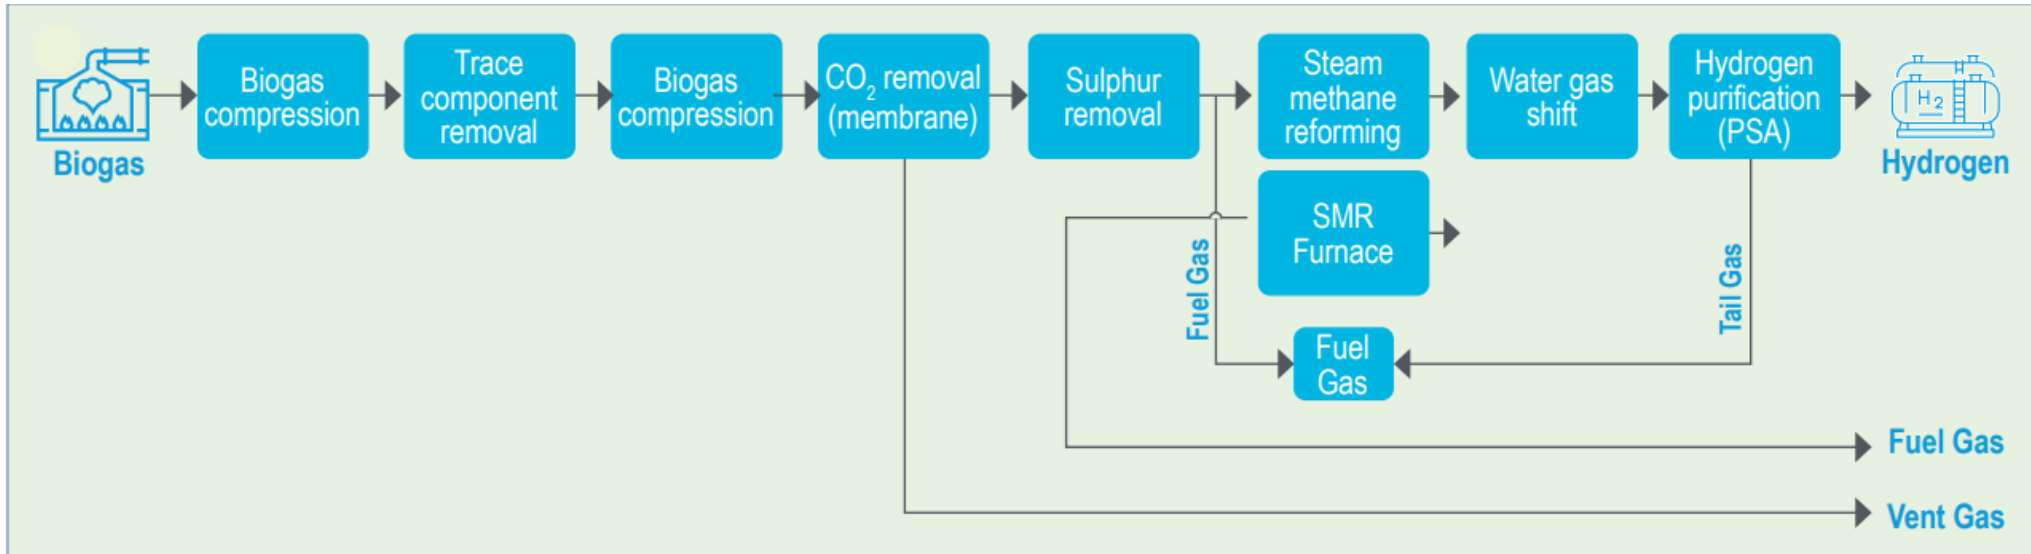 Biogas
Biogas
compression
Trace
component
removal
Biogas
compression
CO₂ removal
(membrane)
Sulphur
removal
Steam
methane
reforming
Water gas
shift
Hydrogen
purification
(PSA)
H₂
Hydrogen
SMR
Furnace
Fuel Gas
Fuel
Gas
Tail Gas
Fuel Gas
Vent Gas